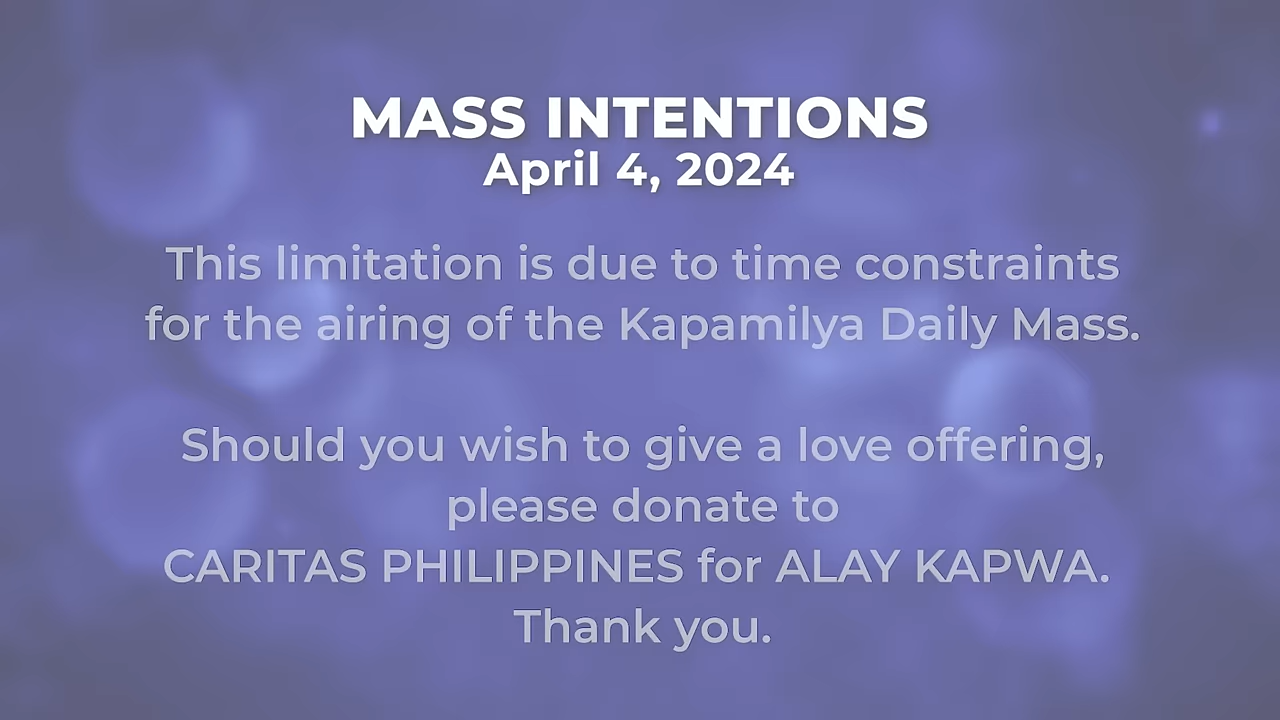 MASS INTENTIONS
April 4, 2024
This limitation is due to time constraints
for the airing of the Kapamilya Daily Mass.
Should you wish to give a love offering,
please donate to
CARITAS PHILIPPINES for ALAY KAPWA.
Thank you.